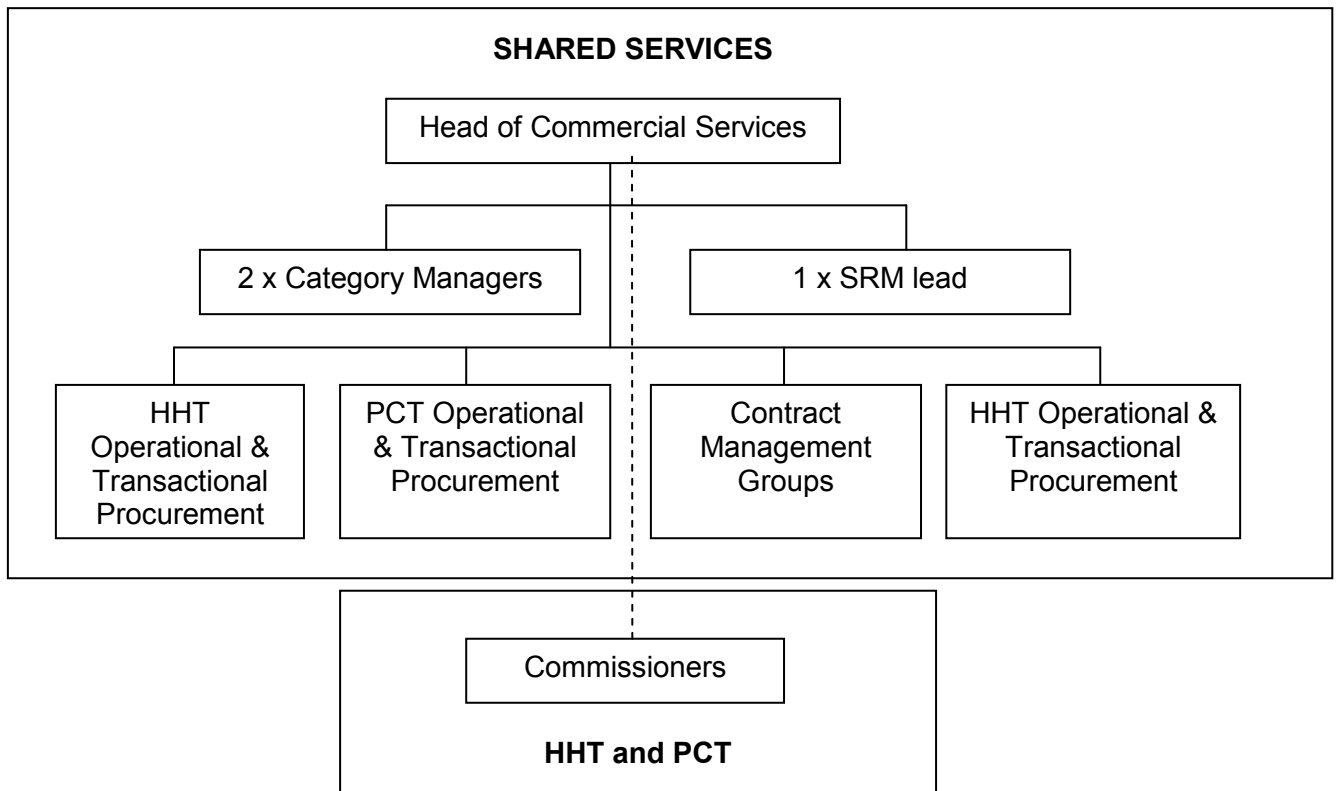 SHARED SERVICES
Head of Commercial Services
2 x Category Managers
1 x SRM lead
HHT
Operational &
Transactional
Procurement
PCT Operational
& Transactional
Procurement
Contract
Management
Groups
HHT Operational &
Transactional
Procurement
Commissioners
HHT and PCT